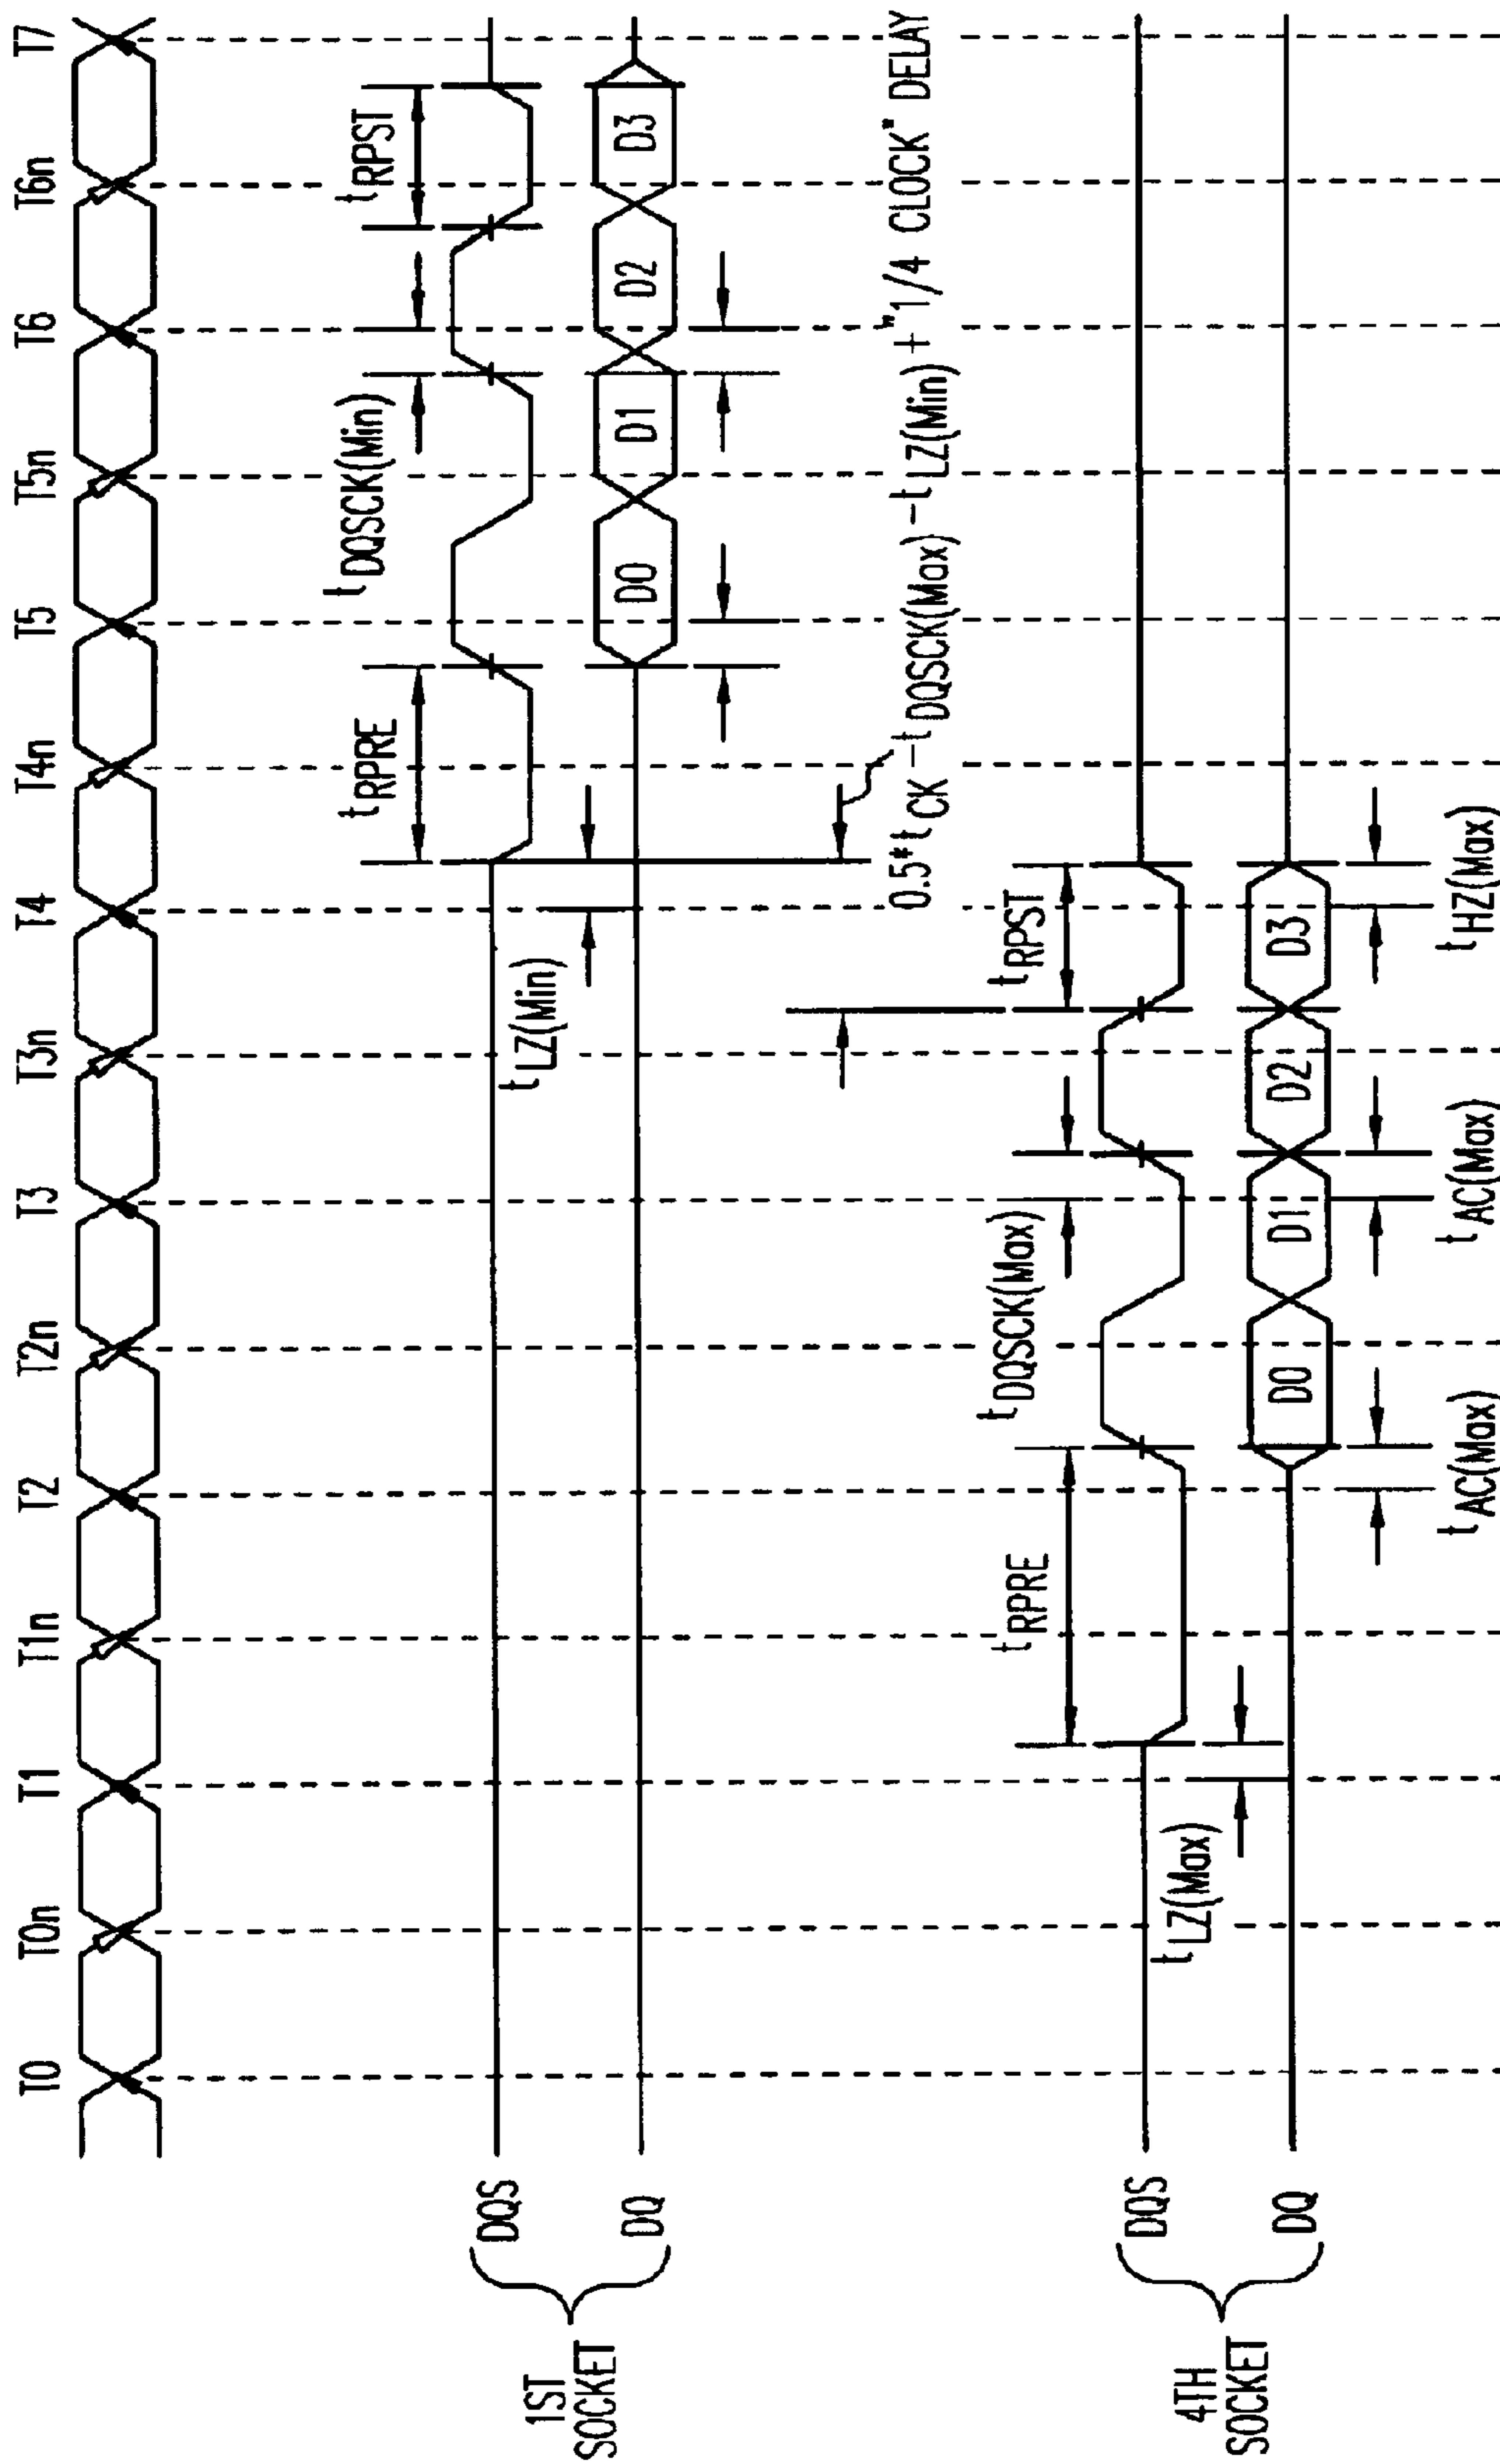 T0 T0n T1 T1n T2 T2n T3 T3n T4 T4n T5 T5n T6 T6n T7
tRPRE tDQSCK(Min) tRPST
1ST
SOCKET
DQS
tLZ(Min)
DQ D0 D1 D2 D3
0.5*tCK-tDQSCK(Max)-tLZ(Min)+"1/4 CLOCK" DELAY
tRPRE tDQSCK(Max) tRPST
4TH
SOCKET
DQS
tLZ(Max)
DQ D0 D1 D2 D3
tAC(Max) tAC(Max) tHZ(Max)